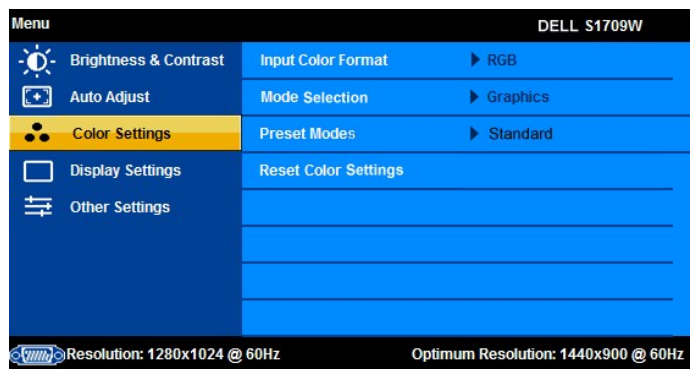 Menu DELL S1709W
Brightness & Contrast Input Color Format RGB
Auto Adjust Mode Selection Graphics
Color Settings Preset Modes Standard
Display Settings Reset Color Settings
Other Settings
Resolution: 1280x1024 @ 60Hz Optimum Resolution: 1440x900 @ 60Hz